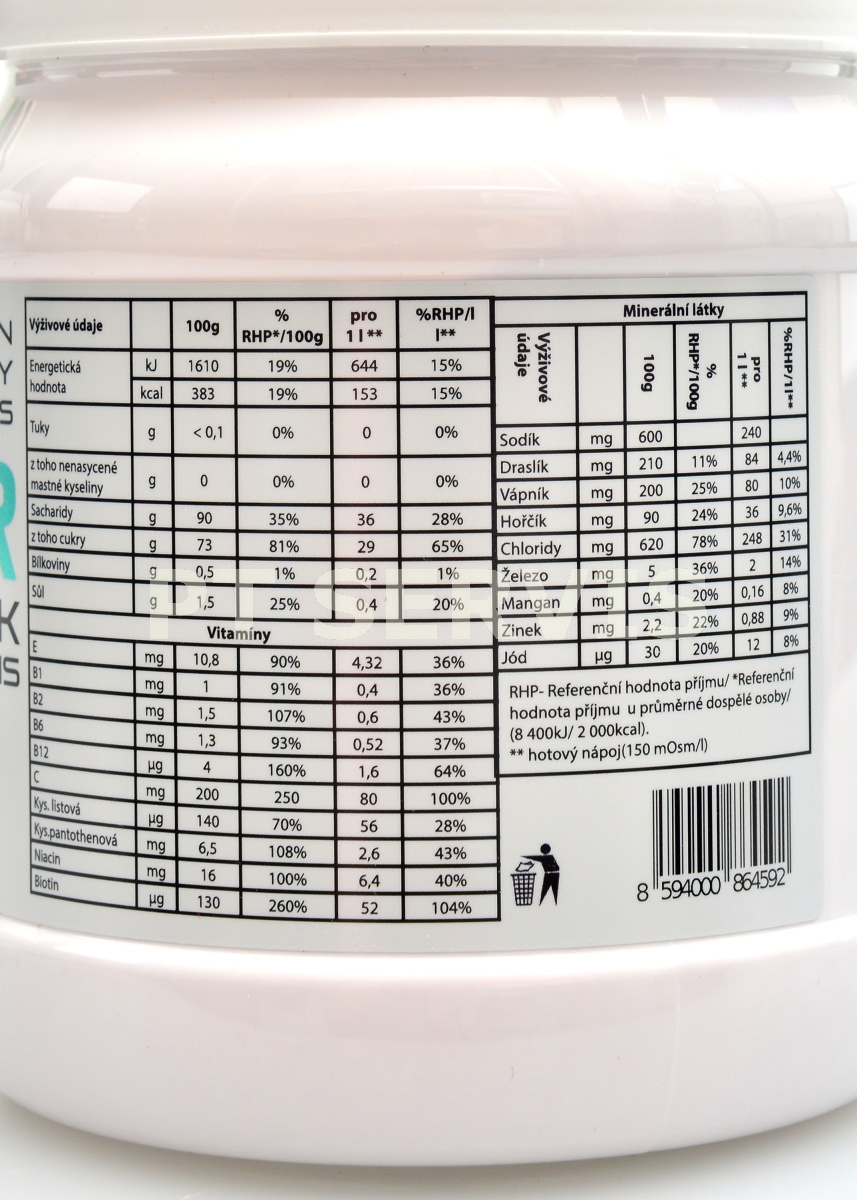 N
Y
S
R
K
US
Výživové údaje 100g % RHP*/100g pro 1 l ** %RHP/l l**
Energetická hodnota kJ 1610 19% 644 15%
kcal 383 19% 153 15%
Tuky g < 0,1 0% 0 0%
z toho nenasycené mastné kyseliny g 0 0% 0 0%
Sacharidy g 90 35% 36 28%
z toho cukry g 73 81% 29 65%
Bílkoviny g 0,5 1% 0,2 1%
Sůl g 1,5 25% 0,4 20%
Vitamíny
E mg 10,8 90% 4,32 36%
B1 mg 1 91% 0,4 36%
B2 mg 1,5 107% 0,6 43%
B6 mg 1,3 93% 0,52 37%
B12 µg 4 160% 1,6 64%
C mg 200 250 80 100%
Kys. listová µg 140 70% 56 28%
Kys.pantothenová mg 6,5 108% 2,6 43%
Niacin mg 16 100% 6,4 40%
Biotin µg 130 260% 52 104%
Minerální látky
Výživové údaje 100g % RHP*/100g pro 1 l ** %RHP/1 l**
Sodík mg 600 240
Draslík mg 210 11% 84 4,4%
Vápník mg 200 25% 80 10%
Hořčík mg 90 24% 36 9,6%
Chloridy mg 620 78% 248 31%
Železo mg 5 36% 2 14%
Mangan mg 0,4 20% 0,16 8%
Zinek mg 2,2 22% 0,88 9%
Jód µg 30 20% 12 8%
RHP- Referenční hodnota příjmu/ *Referenční
hodnota příjmu u průměrné dospělé osoby/
(8 400kJ/ 2 000kcal).
** hotový nápoj(150 mOsm/l)
8 594000 864592
PT SERVIS